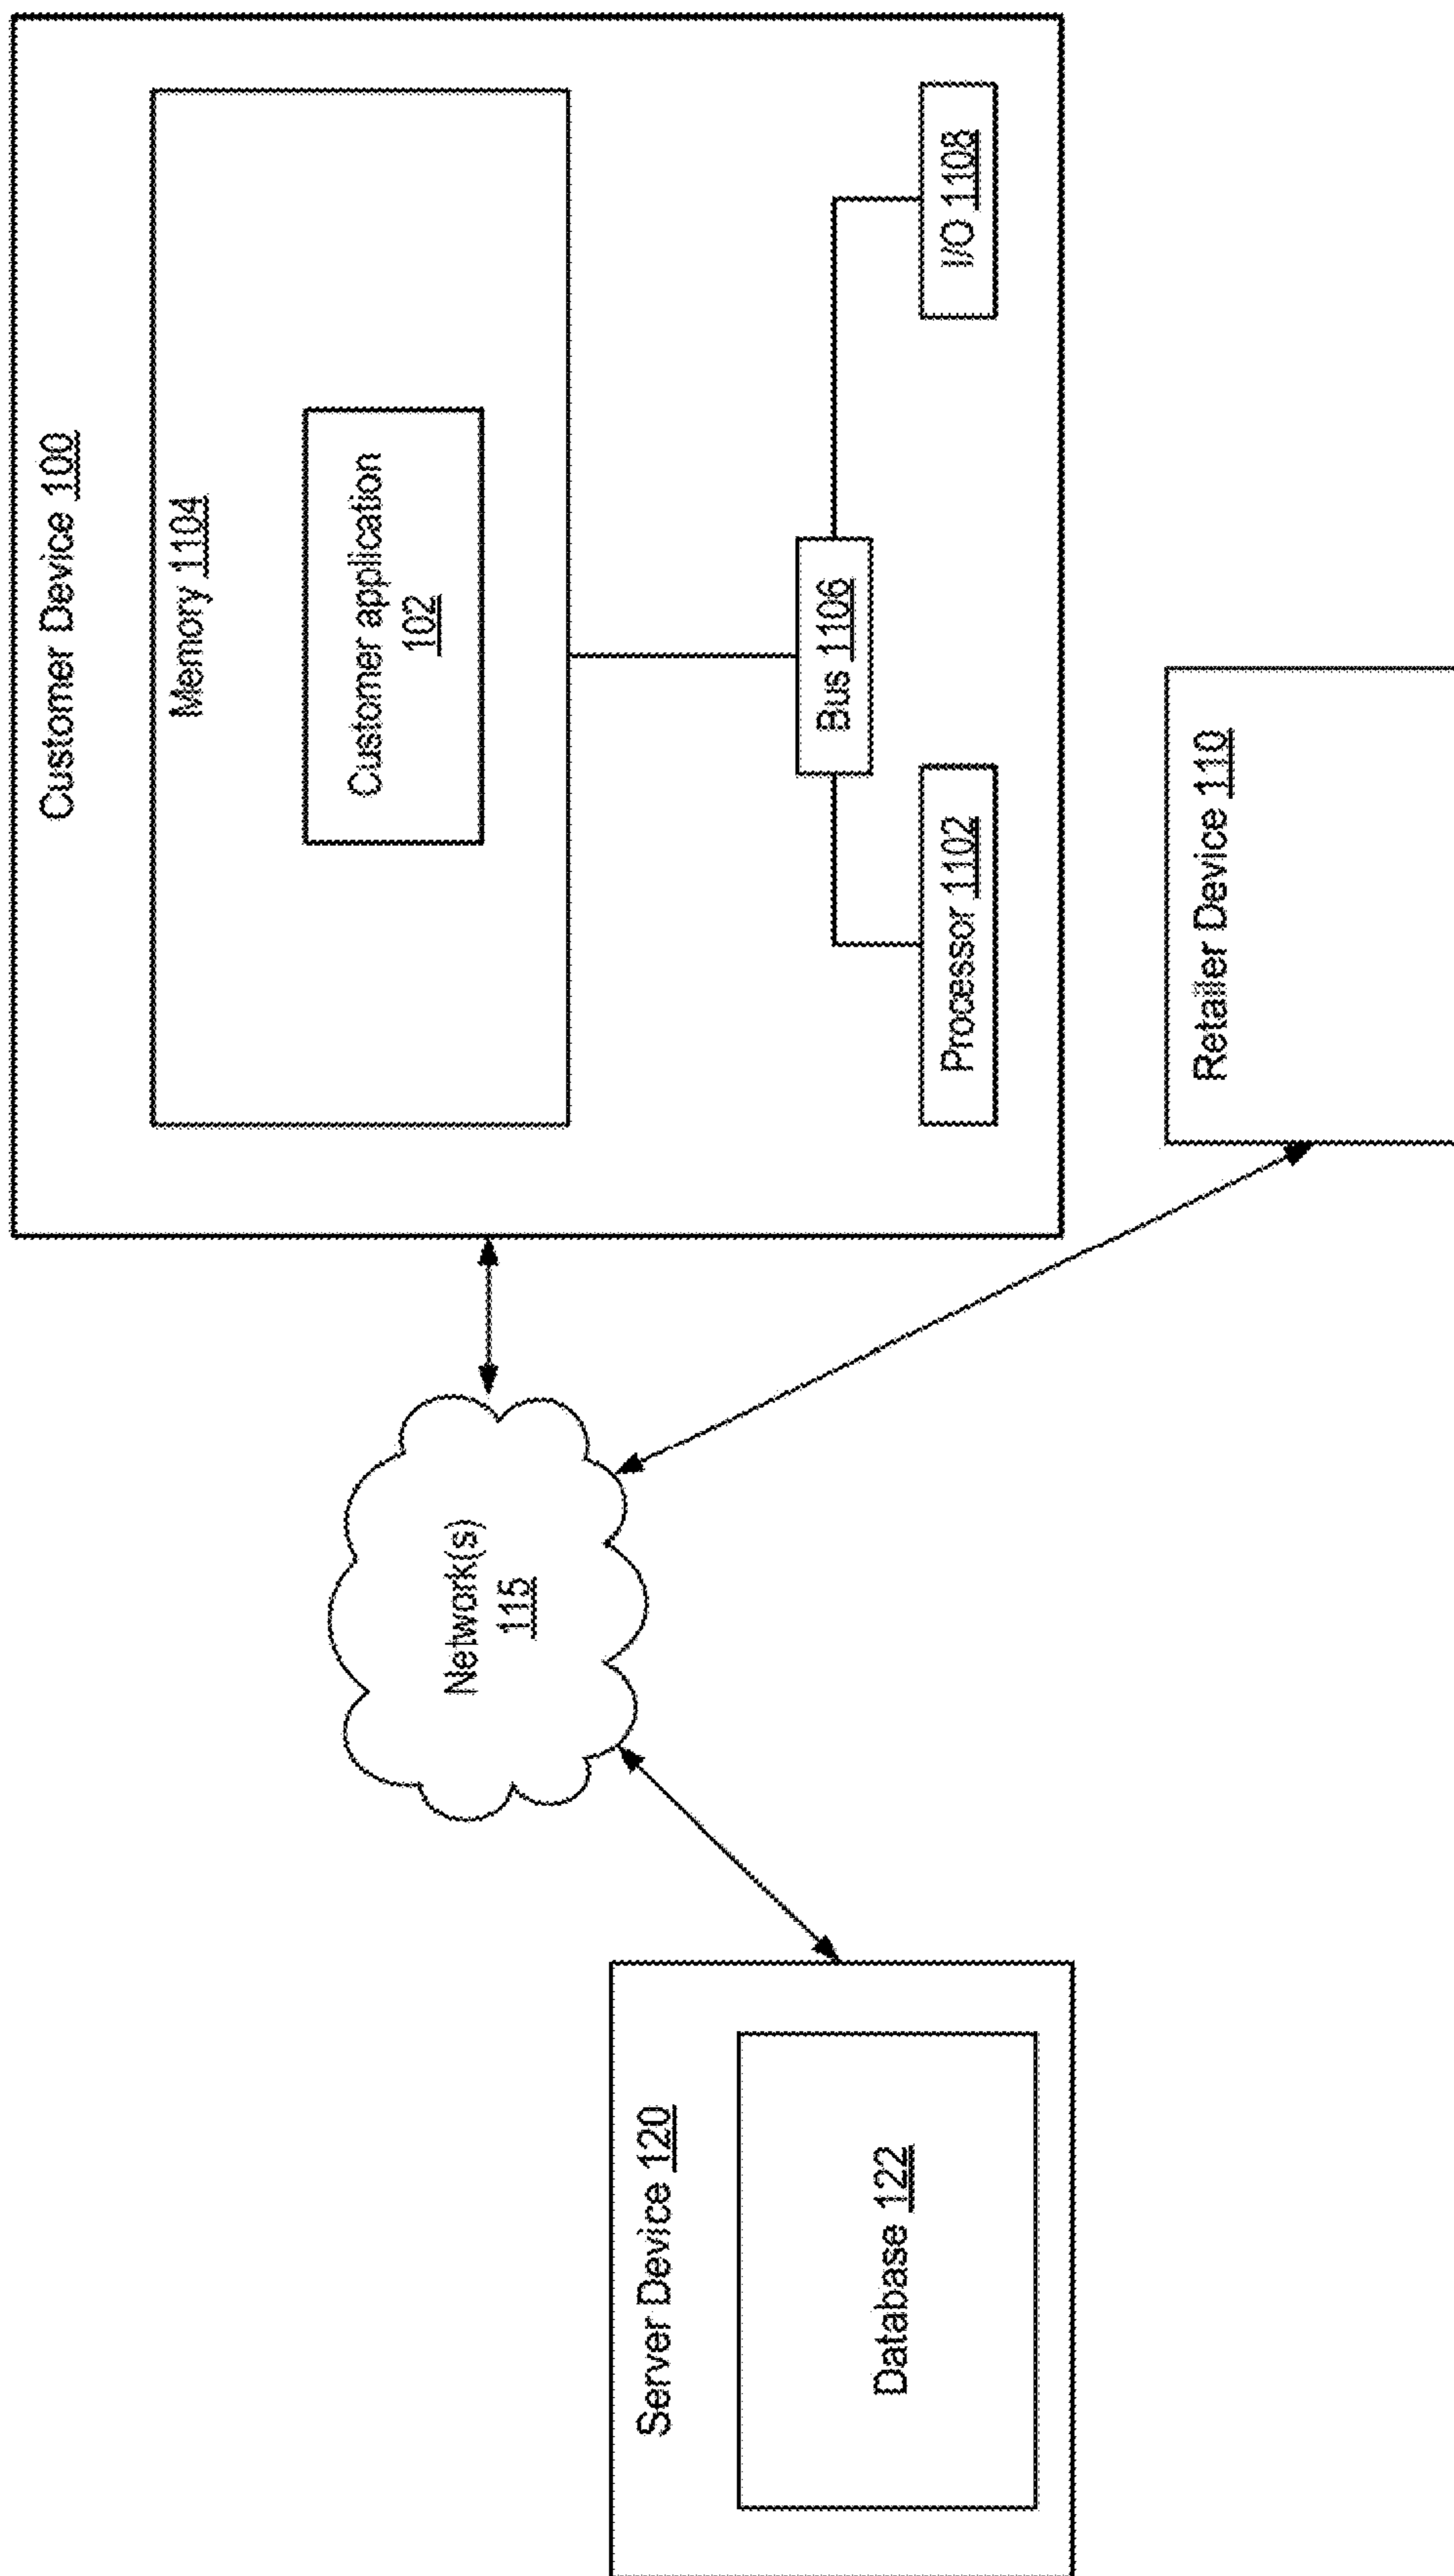 Customer Device 100
Memory 1104
Customer application
102
Bus 1106
Processor 1102
I/O 1108
Network(s)
115
Server Device 120
Database 122
Retailer Device 110